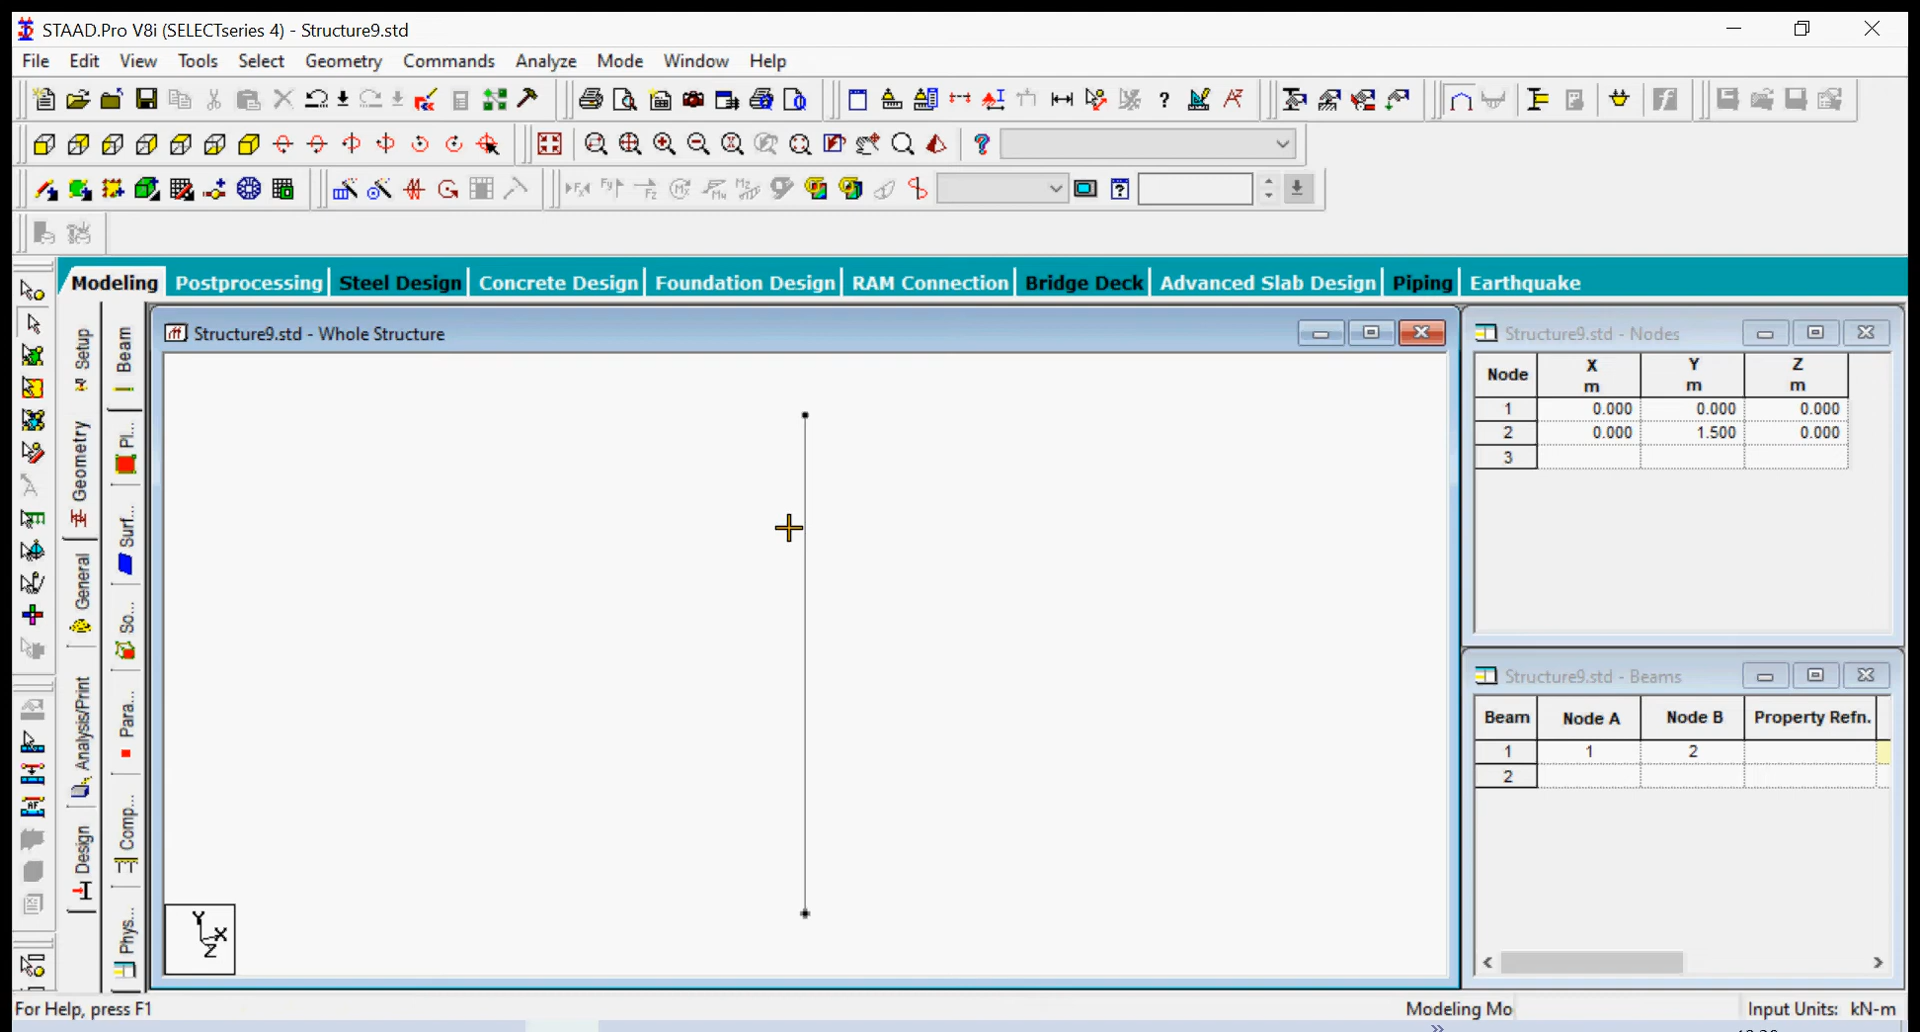 STAAD.Pro V8i (SELECTseries 4) - Structure9.std
File Edit View Tools Select Geometry Commands Analyze Mode Window Help
Modeling Postprocessing Steel Design Concrete Design Foundation Design RAM Connection Bridge Deck Advanced Slab Design Piping Earthquake
Setup
Geometry
General
Analysis/Print
Design
Beam
Pl...
Surf...
So...
Para...
Comp...
Phys...
Structure9.std - Whole Structure
Y
X
Z
Structure9.std - Nodes
Node X m Y m Z m
1 0.000 0.000 0.000
2 0.000 1.500 0.000
3
Structure9.std - Beams
Beam Node A Node B Property Refn.
1 1 2
2
For Help, press F1 Modeling Mo Input Units: kN-m